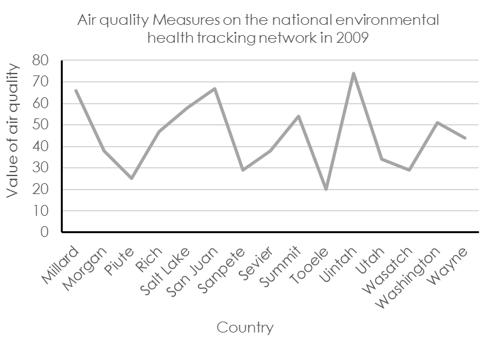 Air quality Measures on the national environmental
health tracking network in 2009
Value of air quality
80
70
60
50
40
30
20
10
0
Millard
Morgan
Piute
Rich
Salt Lake
San Juan
Sanpete
Sevier
Summit
Tooele
Uintah
Utah
Wasatch
Washington
Wayne
Country